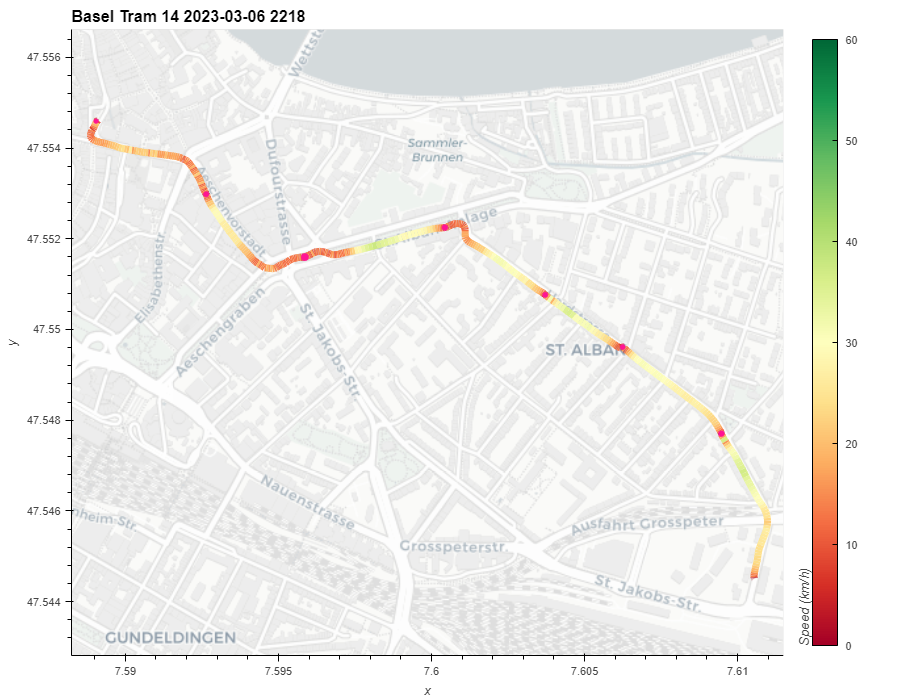 Basel Tram 14 2023-03-06 2218
47.556
47.554
47.552
47.55
47.548
47.546
47.544
y
7.59
7.595
7.6
7.605
7.61
x
60
50
40
30
20
10
0
Speed (km/h)
Wettst
Sammler-
Brunnen
Dufourstrasse
Aeschenvorstadt
Elisabethenstr
Aeschengraben
St. Jakobs-Str.
ST. ALBAN
Nauenstrasse
nheim Str.
Grosspeterstr.
Ausfahrt Grosspeter
St. Jakobs-Str.
GUNDELDINGEN